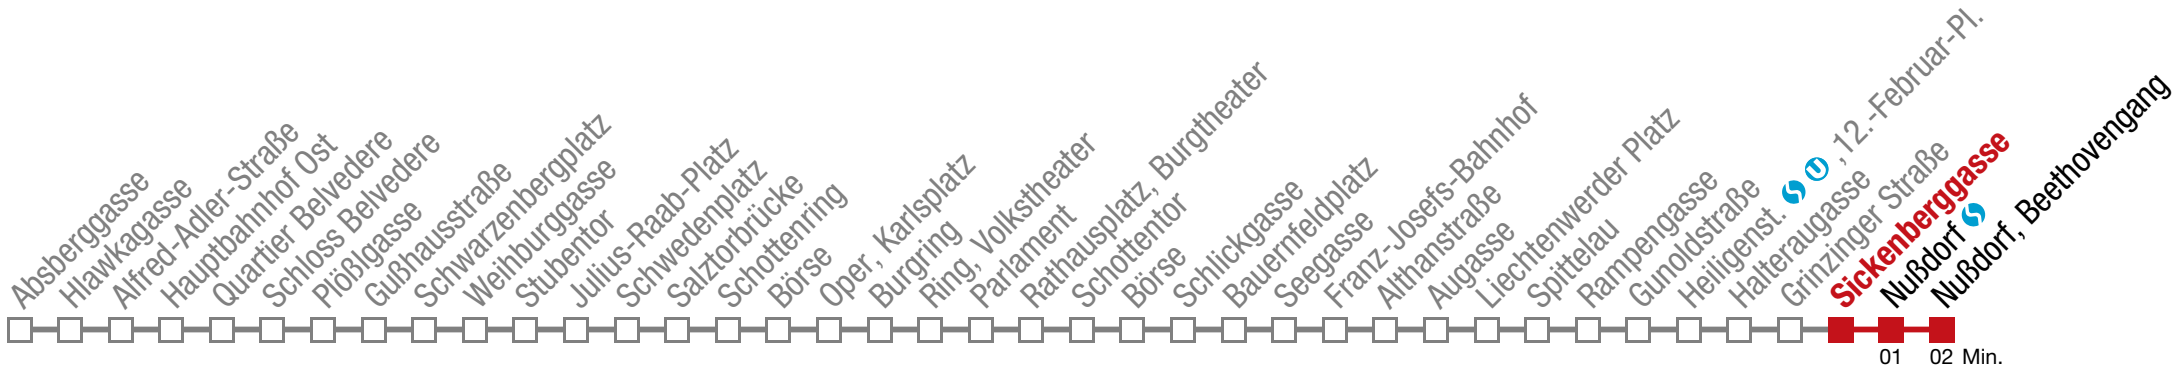 Absberggasse
Hlawkagasse
Alfred-Adler-Straße
Hauptbahnhof Ost
Quartier Belvedere
Schloss Belvedere
Plößlgasse
Gußhausstraße
Schwarzenbergplatz
Weihburggasse
Stubentor
Julius-Raab-Platz
Schwedenplatz
Salztorbrücke
Schottenring
Börse
Oper, Karlsplatz
Burgring
Ring, Volkstheater
Parlament
Rathausplatz, Burgtheater
Schottentor
Börse
Schlickgasse
Bauernfeldplatz
Seegasse
Franz-Josefs-Bahnhof
Althanstraße
Augasse
Liechtenwerder Platz
Spittelau
Rampengasse
Gunoldstraße
Heiligenst. S U , 12.-Februar-Pl.
Halteraugasse
Grinzinger Straße
Sickenberggasse
Nußdorf S
Nußdorf, Beethovengang
01 02 Min.